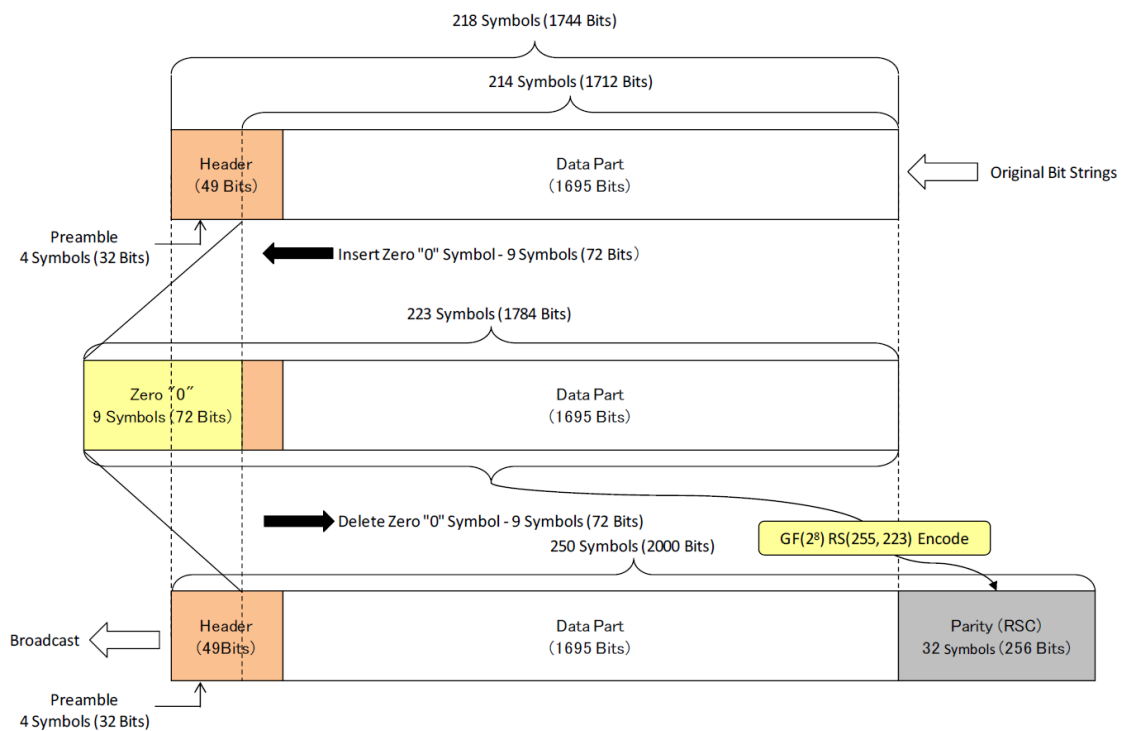 218 Symbols (1744 Bits)
214 Symbols (1712 Bits)
Header
(49 Bits)
Data Part
(1695 Bits)
Original Bit Strings
Preamble
4 Symbols (32 Bits)
Insert Zero "0" Symbol - 9 Symbols (72 Bits)
223 Symbols (1784 Bits)
Zero "0"
9 Symbols (72 Bits)
Data Part
(1695 Bits)
Delete Zero "0" Symbol - 9 Symbols (72 Bits)
GF(2⁸) RS(255, 223) Encode
250 Symbols (2000 Bits)
Broadcast
Header
(49Bits)
Data Part
(1695 Bits)
Parity (RSC)
32 Symbols (256 Bits)
Preamble
4 Symbols (32 Bits)